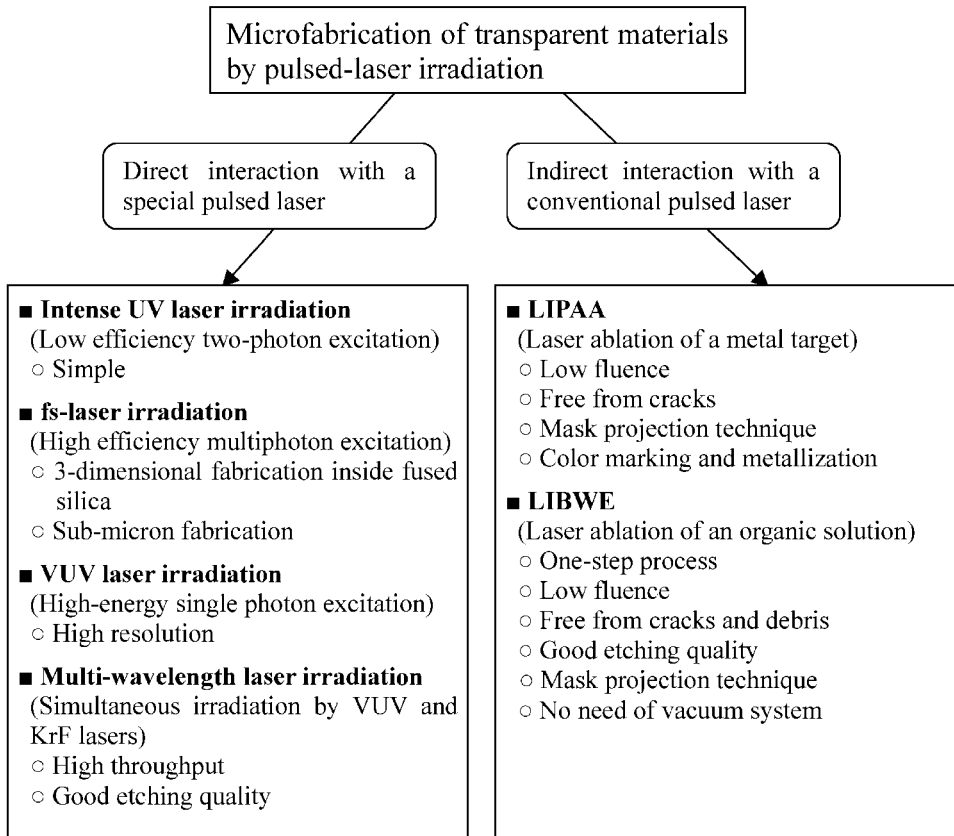 Microfabrication of transparent materials
by pulsed-laser irradiation
Direct interaction with a
special pulsed laser
Indirect interaction with a
conventional pulsed laser
■ Intense UV laser irradiation
(Low efficiency two-photon excitation)
○ Simple
■ fs-laser irradiation
(High efficiency multiphoton excitation)
○ 3-dimensional fabrication inside fused
silica
○ Sub-micron fabrication
■ VUV laser irradiation
(High-energy single photon excitation)
○ High resolution
■ Multi-wavelength laser irradiation
(Simultaneous irradiation by VUV and
KrF lasers)
○ High throughput
○ Good etching quality
■ LIPAA
(Laser ablation of a metal target)
○ Low fluence
○ Free from cracks
○ Mask projection technique
○ Color marking and metallization
■ LIBWE
(Laser ablation of an organic solution)
○ One-step process
○ Low fluence
○ Free from cracks and debris
○ Good etching quality
○ Mask projection technique
○ No need of vacuum system